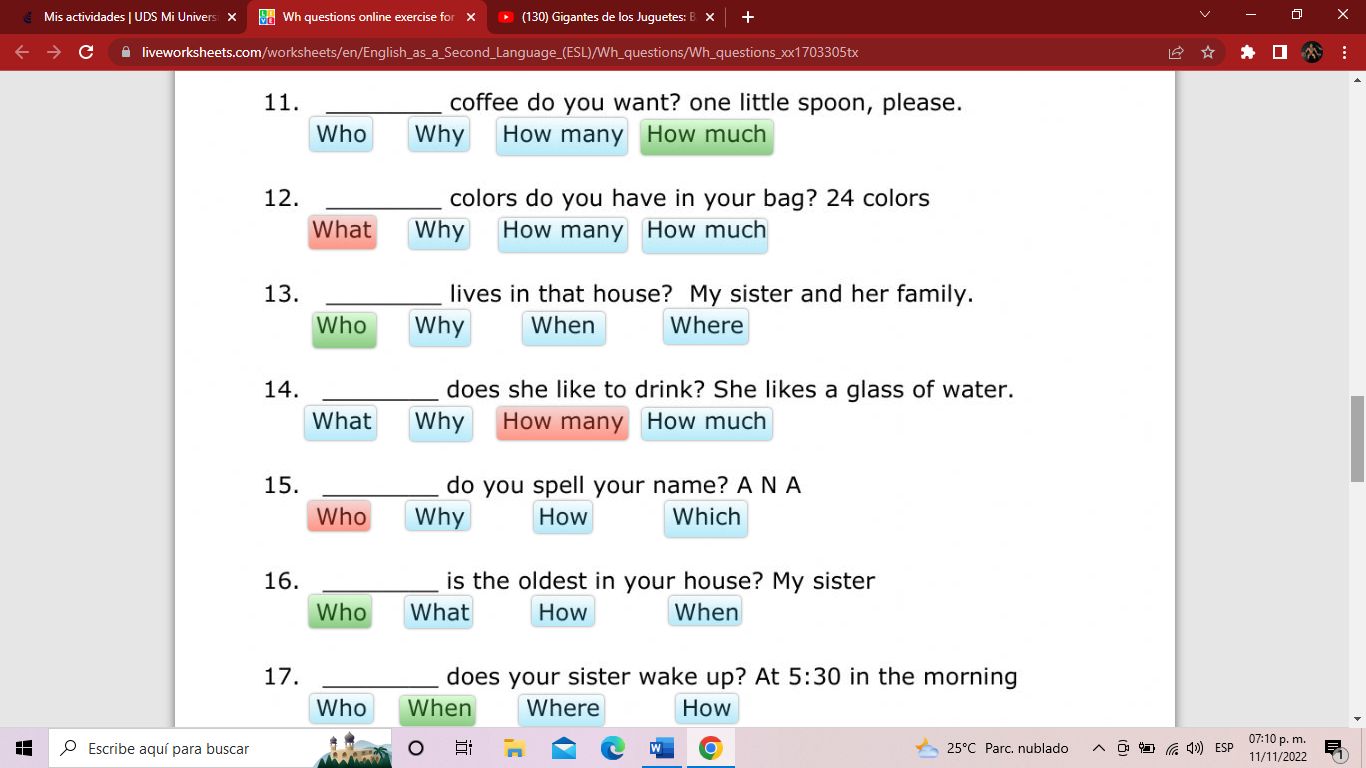 Mis actividades | UDS Mi Univers
Wh questions online exercise for
(130) Gigantes de los Juguetes: B
liveworksheets.com/worksheets/en/English_as_a_Second_Language_(ESL)/Wh_questions/Wh_questions_xx1703305tx
11. ________ coffee do you want? one little spoon, please.
Who Why How many How much
12. ________ colors do you have in your bag? 24 colors
What Why How many How much
13. ________ lives in that house? My sister and her family.
Who Why When Where
14. ________ does she like to drink? She likes a glass of water.
What Why How many How much
15. ________ do you spell your name? A N A
Who Why How Which
16. ________ is the oldest in your house? My sister
Who What How When
17. ________ does your sister wake up? At 5:30 in the morning
Who When Where How
Escribe aquí para buscar
25°C Parc. nublado
ESP
07:10 p. m.
11/11/2022
1